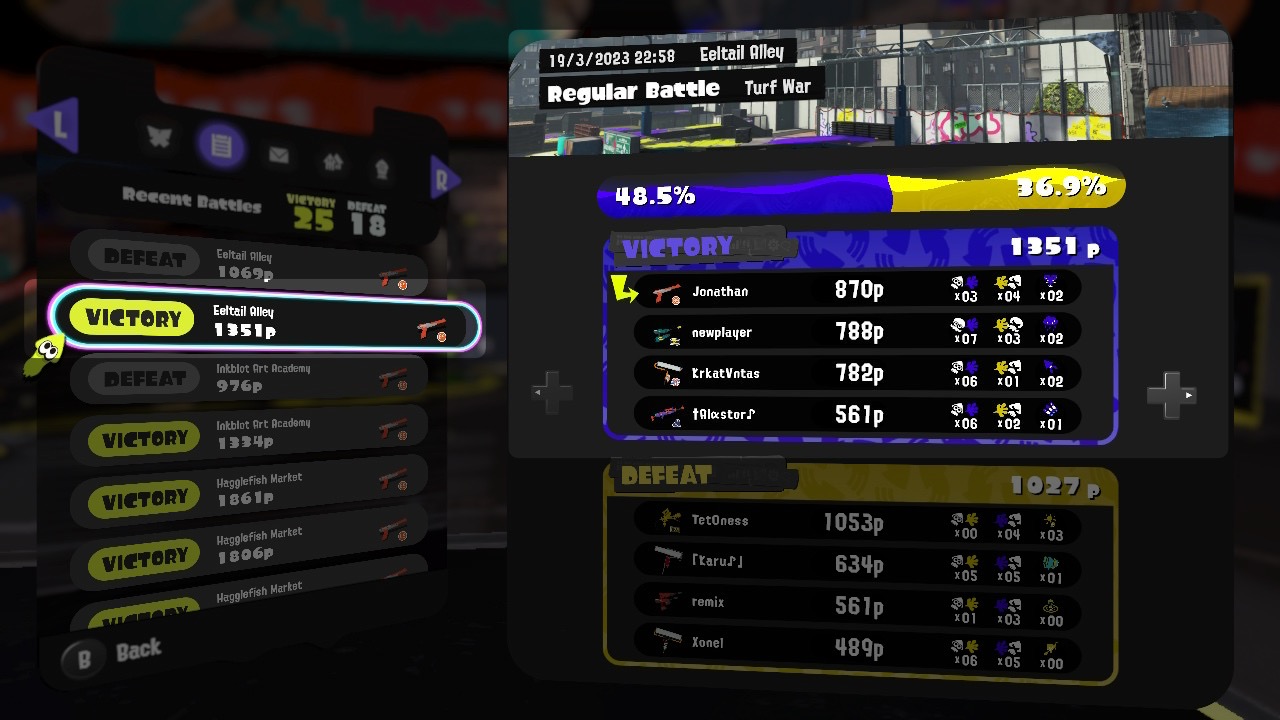 L
R
Recent Battles
VICTORY
25
DEFEAT
18
DEFEAT
Eeltail Alley
1069p
VICTORY
Eeltail Alley
1351p
DEFEAT
Inkblot Art Academy
976p
VICTORY
Inkblot Art Academy
1334p
VICTORY
Hagglefish Market
1861p
VICTORY
Hagglefish Market
1806p
VICTORY
Hagglefish Market
B Back
19/3/2023 22:58 Eeltail Alley
Regular Battle Turf War
48.5% 36.9%
VICTORY 1351 p
Jonathan 870p x03 x04 x02
newplayer 788p x07 x03 x02
KrkatVntas 782p x06 x01 x02
†Alαstor♪ 561p x06 x02 x01
DEFEAT 1027 p
TetOness 1053p x00 x04 x03
「Karu♪」 634p x05 x05 x01
remix 561p x01 x03 x00
Xonel 489p x06 x05 x00